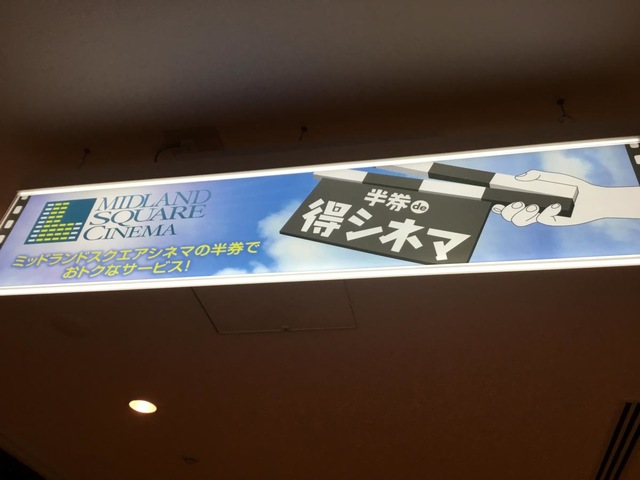 MIDLAND
SQUARE
CINEMA
ミッドランドスクエアシネマの半券で
おトクなサービス!
半券de
得シネマ